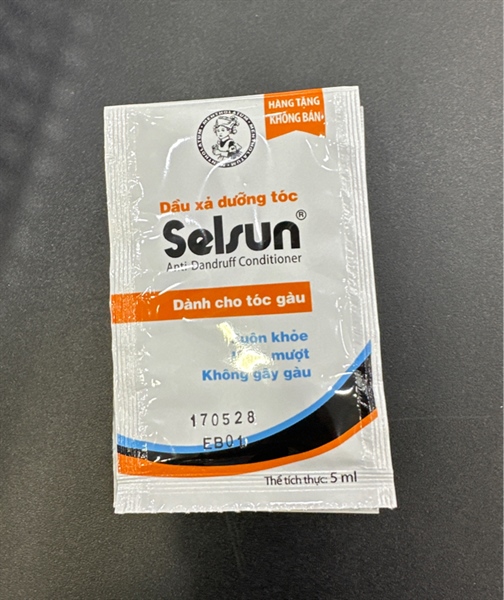 HÀNG TẶNG
KHÔNG BÁN
Dầu xả dưỡng tóc
Selsun®
Anti-Dandruff Conditioner
Dành cho tóc gàu
khỏe
mượt
Không gây gàu
170528
EB01
Thể tích thực: 5 ml